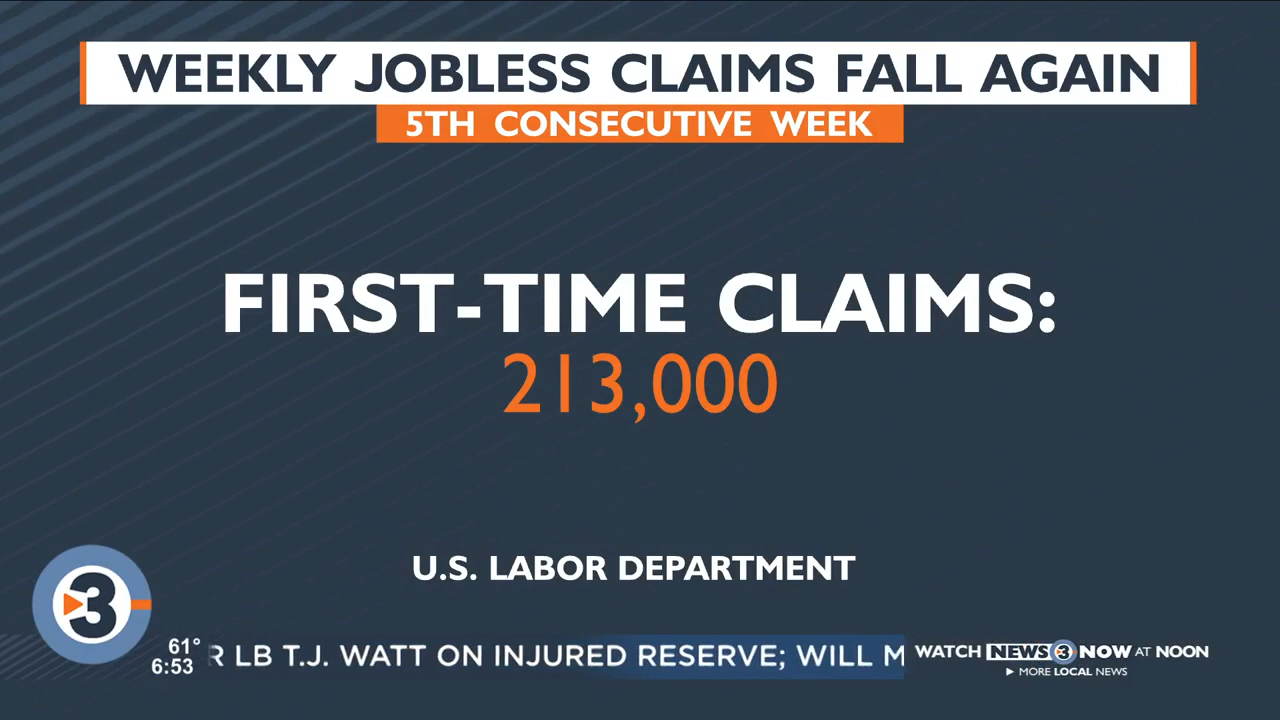 WEEKLY JOBLESS CLAIMS FALL AGAIN
5TH CONSECUTIVE WEEK
FIRST-TIME CLAIMS:
213,000
U.S. LABOR DEPARTMENT
3
61°
6:53
R LB T.J. WATT ON INJURED RESERVE; WILL M
WATCH NEWS 3 NOW AT NOON
▶ MORE LOCAL NEWS